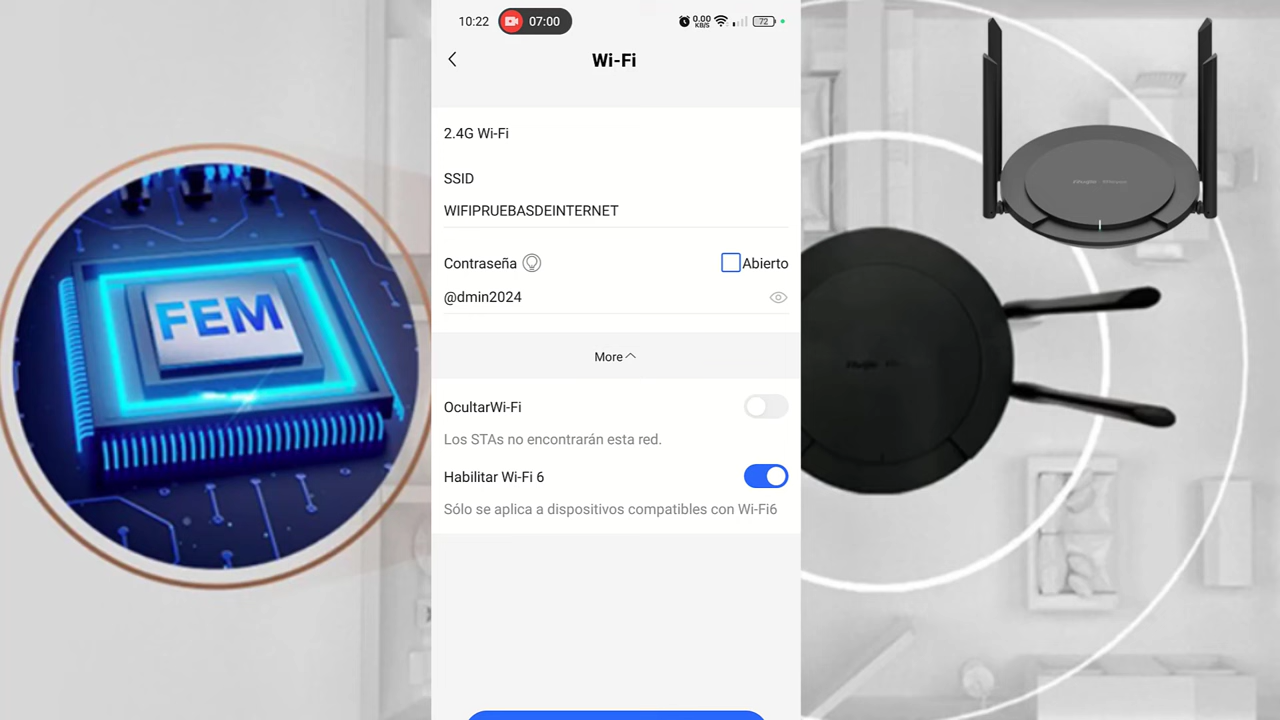 10:22
07:00
0.00
KB/S
72
Wi-Fi
2.4G Wi-Fi
SSID
WIFIPRUEBASDEINTERNET
Contraseña
Abierto
@dmin2024
More
OcultarWi-Fi
Los STAs no encontrarán esta red.
Habilitar Wi-Fi 6
Sólo se aplica a dispositivos compatibles con Wi-Fi6
FEM